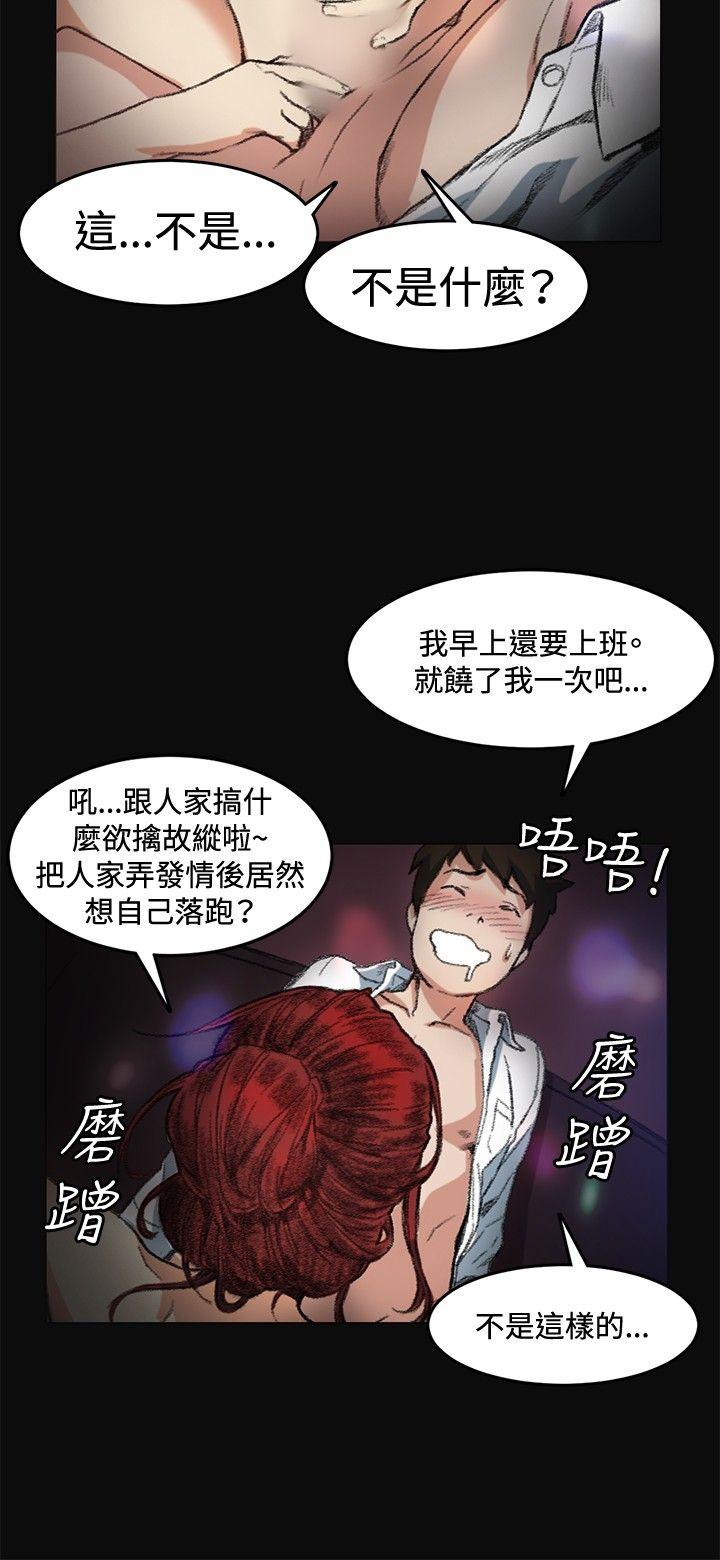 這...不是...
不是什麼？
我早上還要上班。
就饒了我一次吧...
吼...跟人家搞什
麼欲擒故縱啦~
把人家弄發情後居然
想自己落跑？
唔唔！
磨蹭
磨蹭
不是這樣的...